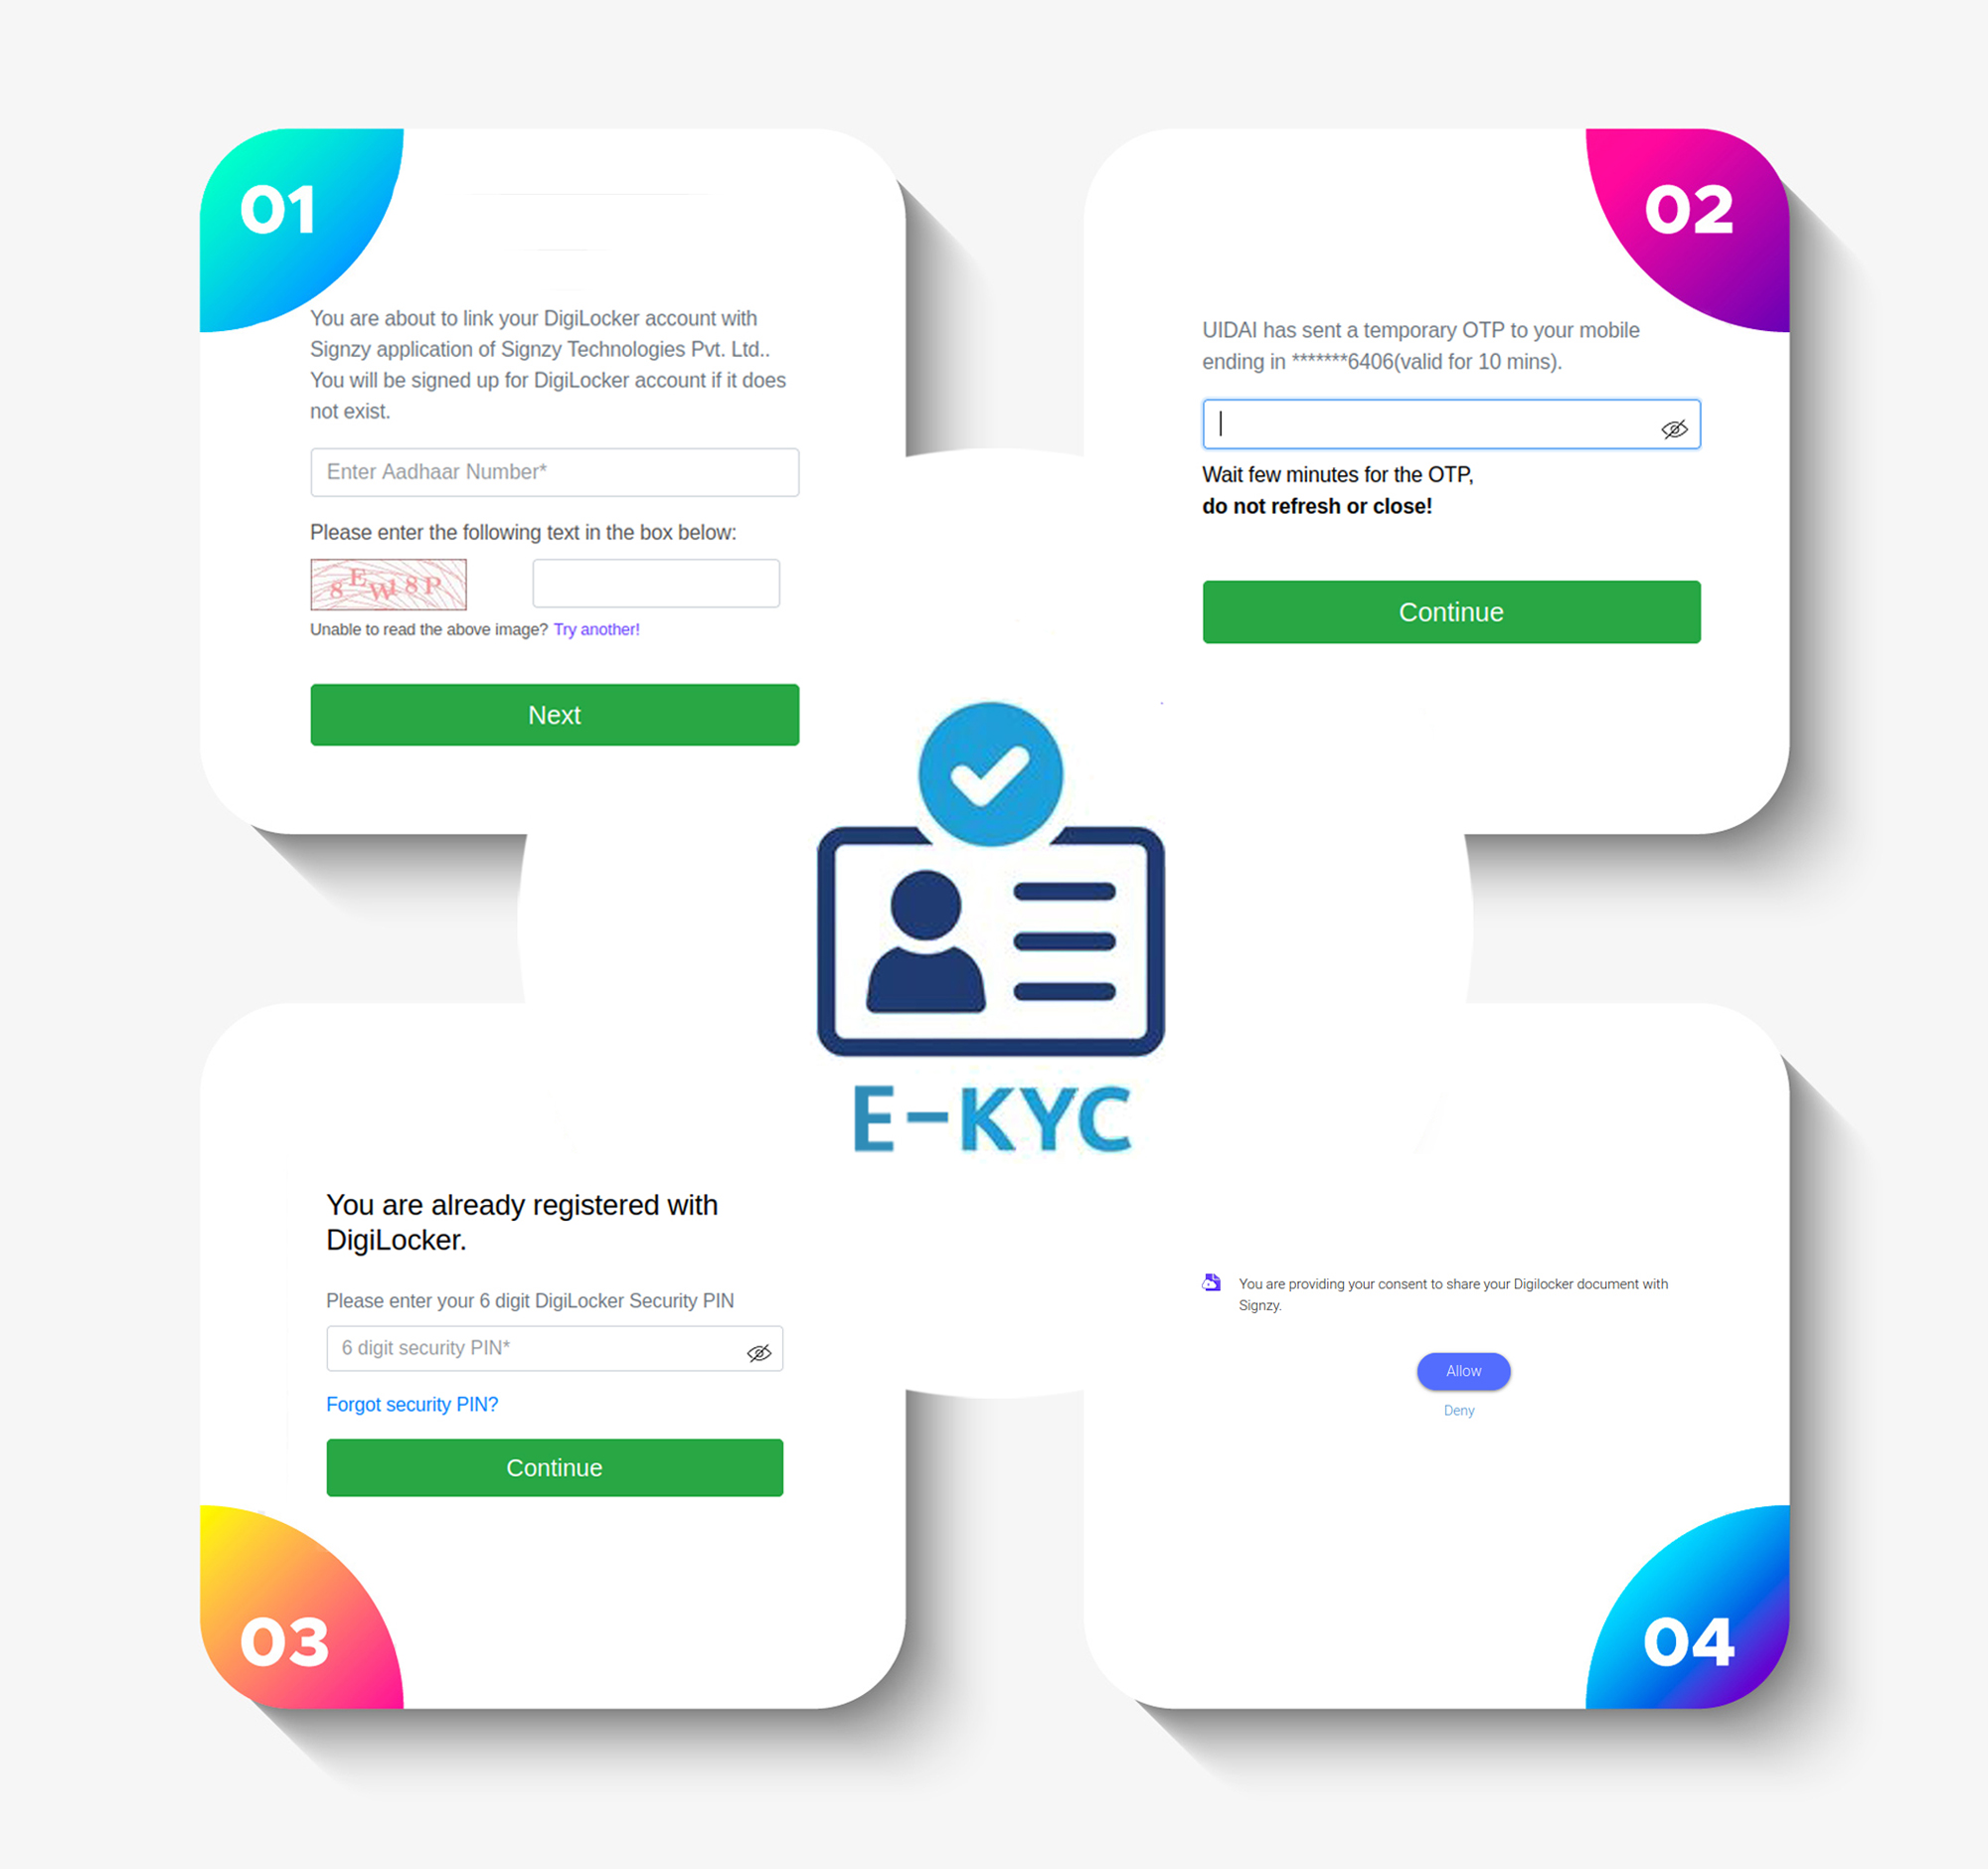 01
You are about to link your DigiLocker account with
Signzy application of Signzy Technologies Pvt. Ltd..
You will be signed up for DigiLocker account if it does
not exist.
Enter Aadhaar Number*
Please enter the following text in the box below:
8EW18P
Unable to read the above image? Try another!
Next
02
UIDAI has sent a temporary OTP to your mobile
ending in *******6406(valid for 10 mins).
Wait few minutes for the OTP,
do not refresh or close!
Continue
E-KYC
You are already registered with
DigiLocker.
Please enter your 6 digit DigiLocker Security PIN
6 digit security PIN*
Forgot security PIN?
Continue
03
You are providing your consent to share your Digilocker document with
Signzy.
Allow
Deny
04